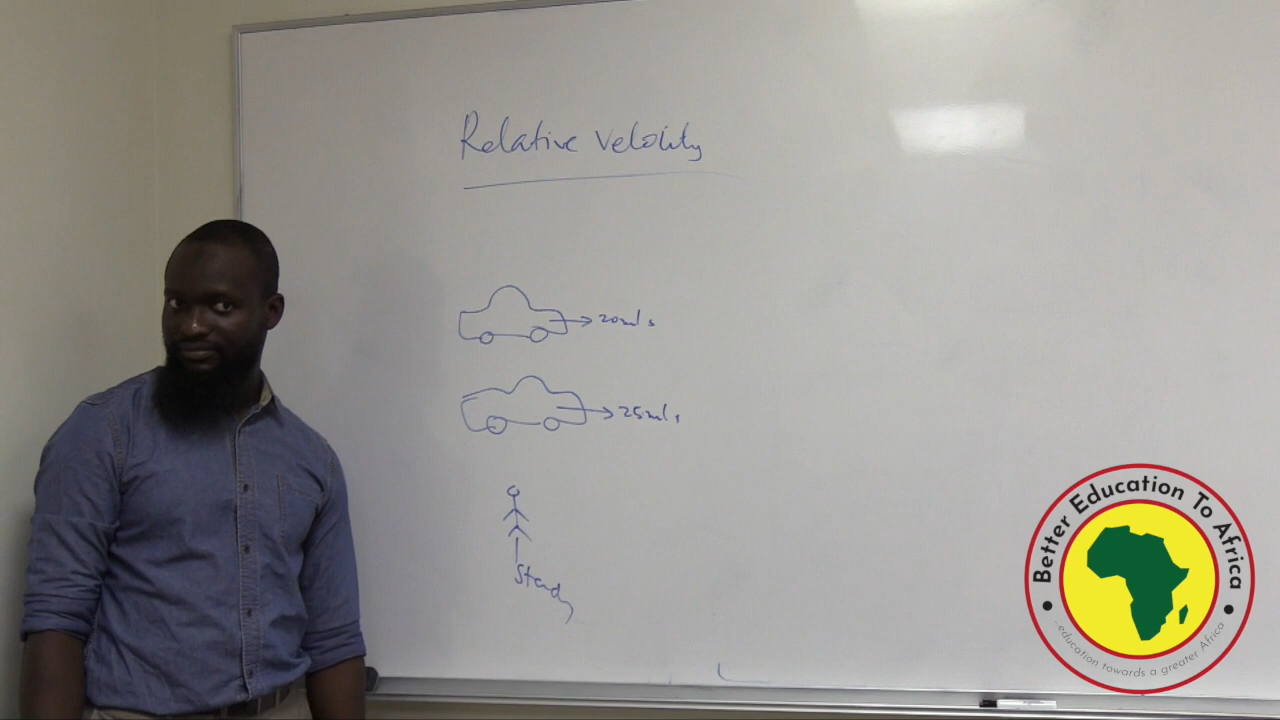 Relative Velocity
20m/s
25m/s
Steady
Better Education To Africa
...education towards a greater Africa